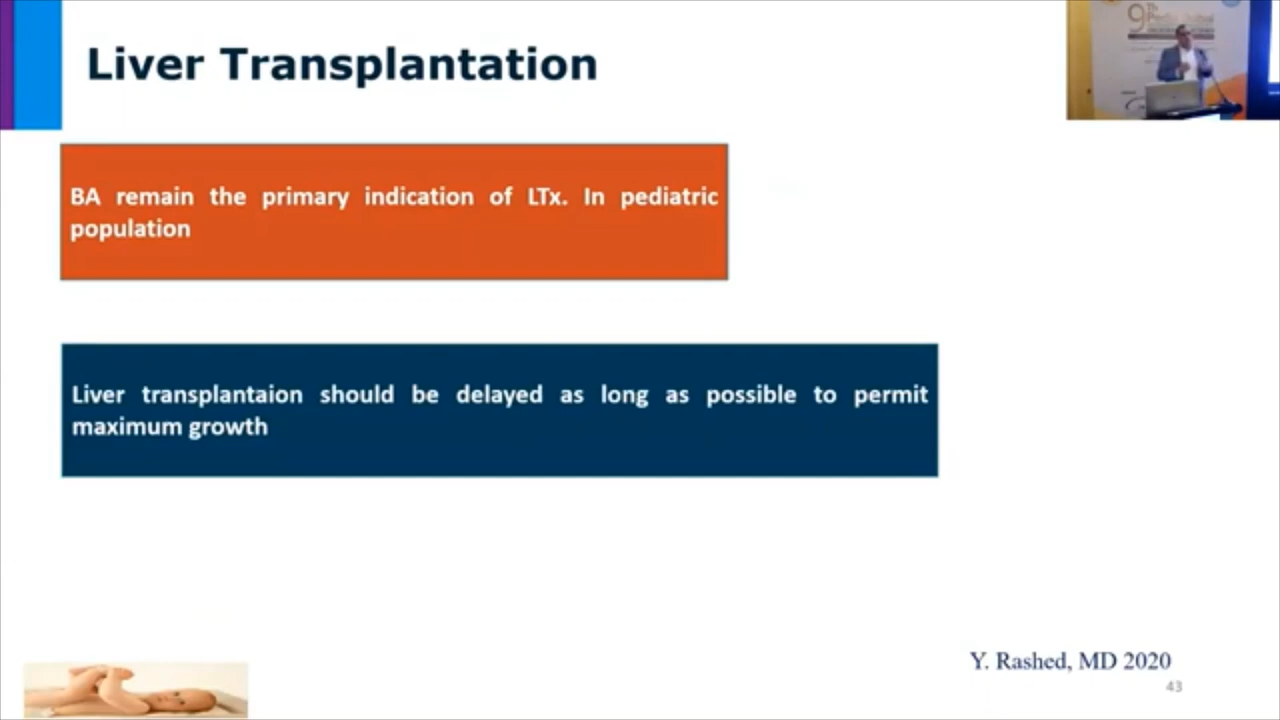 Liver Transplantation
BA remain the primary indication of LTx. In pediatric
population
Liver transplantaion should be delayed as long as possible to permit
maximum growth
Y. Rashed, MD 2020
43